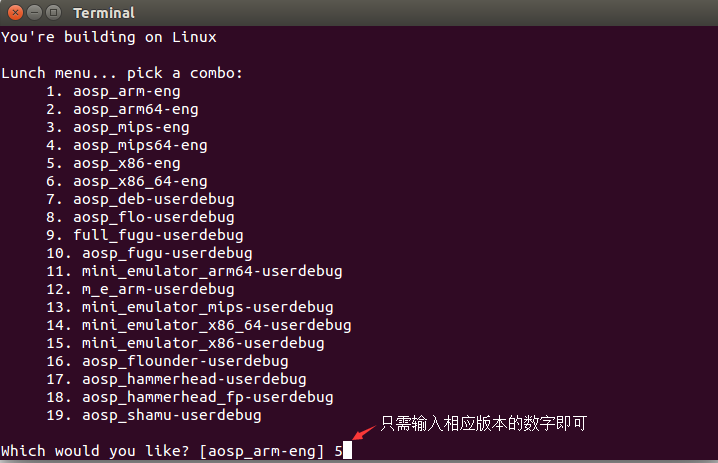 Terminal
You're building on Linux
Lunch menu... pick a combo:
1. aosp_arm-eng
2. aosp_arm64-eng
3. aosp_mips-eng
4. aosp_mips64-eng
5. aosp_x86-eng
6. aosp_x86_64-eng
7. aosp_deb-userdebug
8. aosp_flo-userdebug
9. full_fugu-userdebug
10. aosp_fugu-userdebug
11. mini_emulator_arm64-userdebug
12. m_e_arm-userdebug
13. mini_emulator_mips-userdebug
14. mini_emulator_x86_64-userdebug
15. mini_emulator_x86-userdebug
16. aosp_flounder-userdebug
17. aosp_hammerhead-userdebug
18. aosp_hammerhead_fp-userdebug
19. aosp_shamu-userdebug
只需输入相应版本的数字即可
Which would you like? [aosp_arm-eng] 5